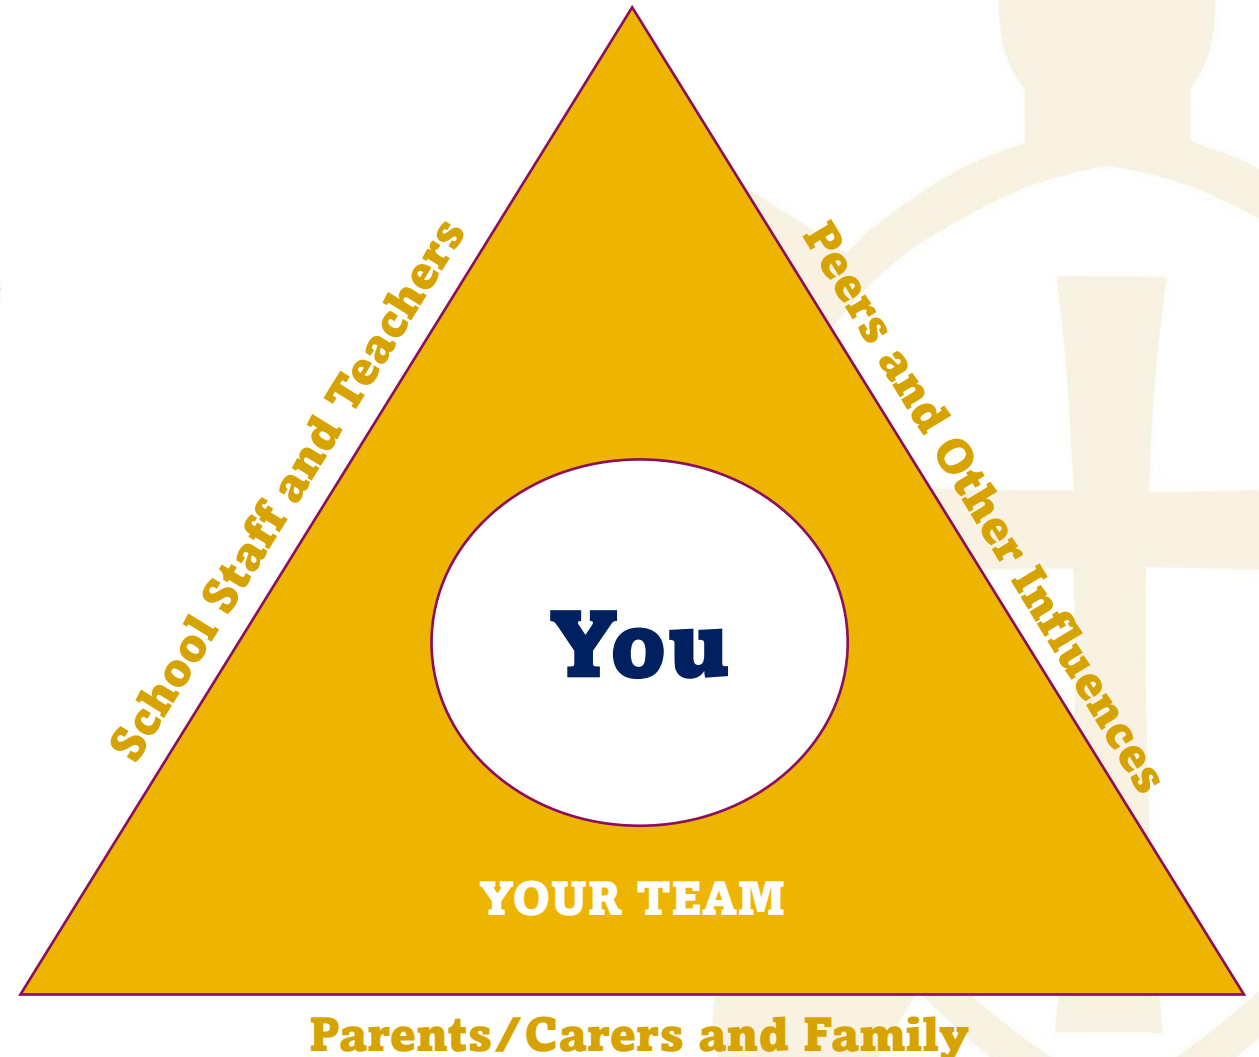 School Staff and Teachers
Peers and Other Influences
You
YOUR TEAM
Parents/Carers and Family